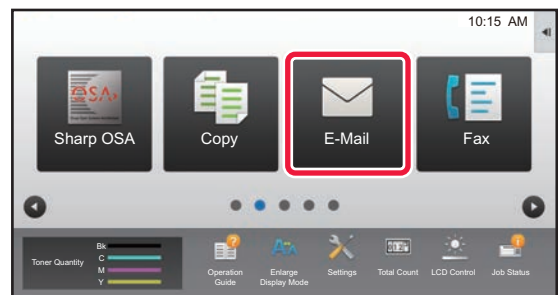 10:15 AM
OSA
Sharp OSA
Copy
E-Mail
Fax
Toner Quantity
Bk
C
M
Y
Operation
Guide
Enlarge
Display Mode
Settings
Total Count
LCD Control
Job Status